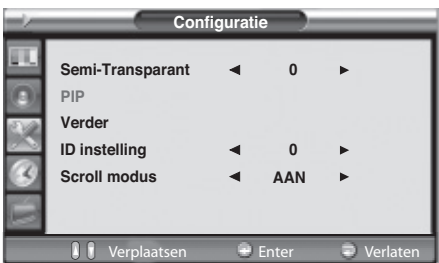 Configuratie
Semi-Transparant ◄ 0 ►
PIP
Verder
ID instelling ◄ 0 ►
Scroll modus ◄ AAN ►
Verplaatsen Enter Verlaten